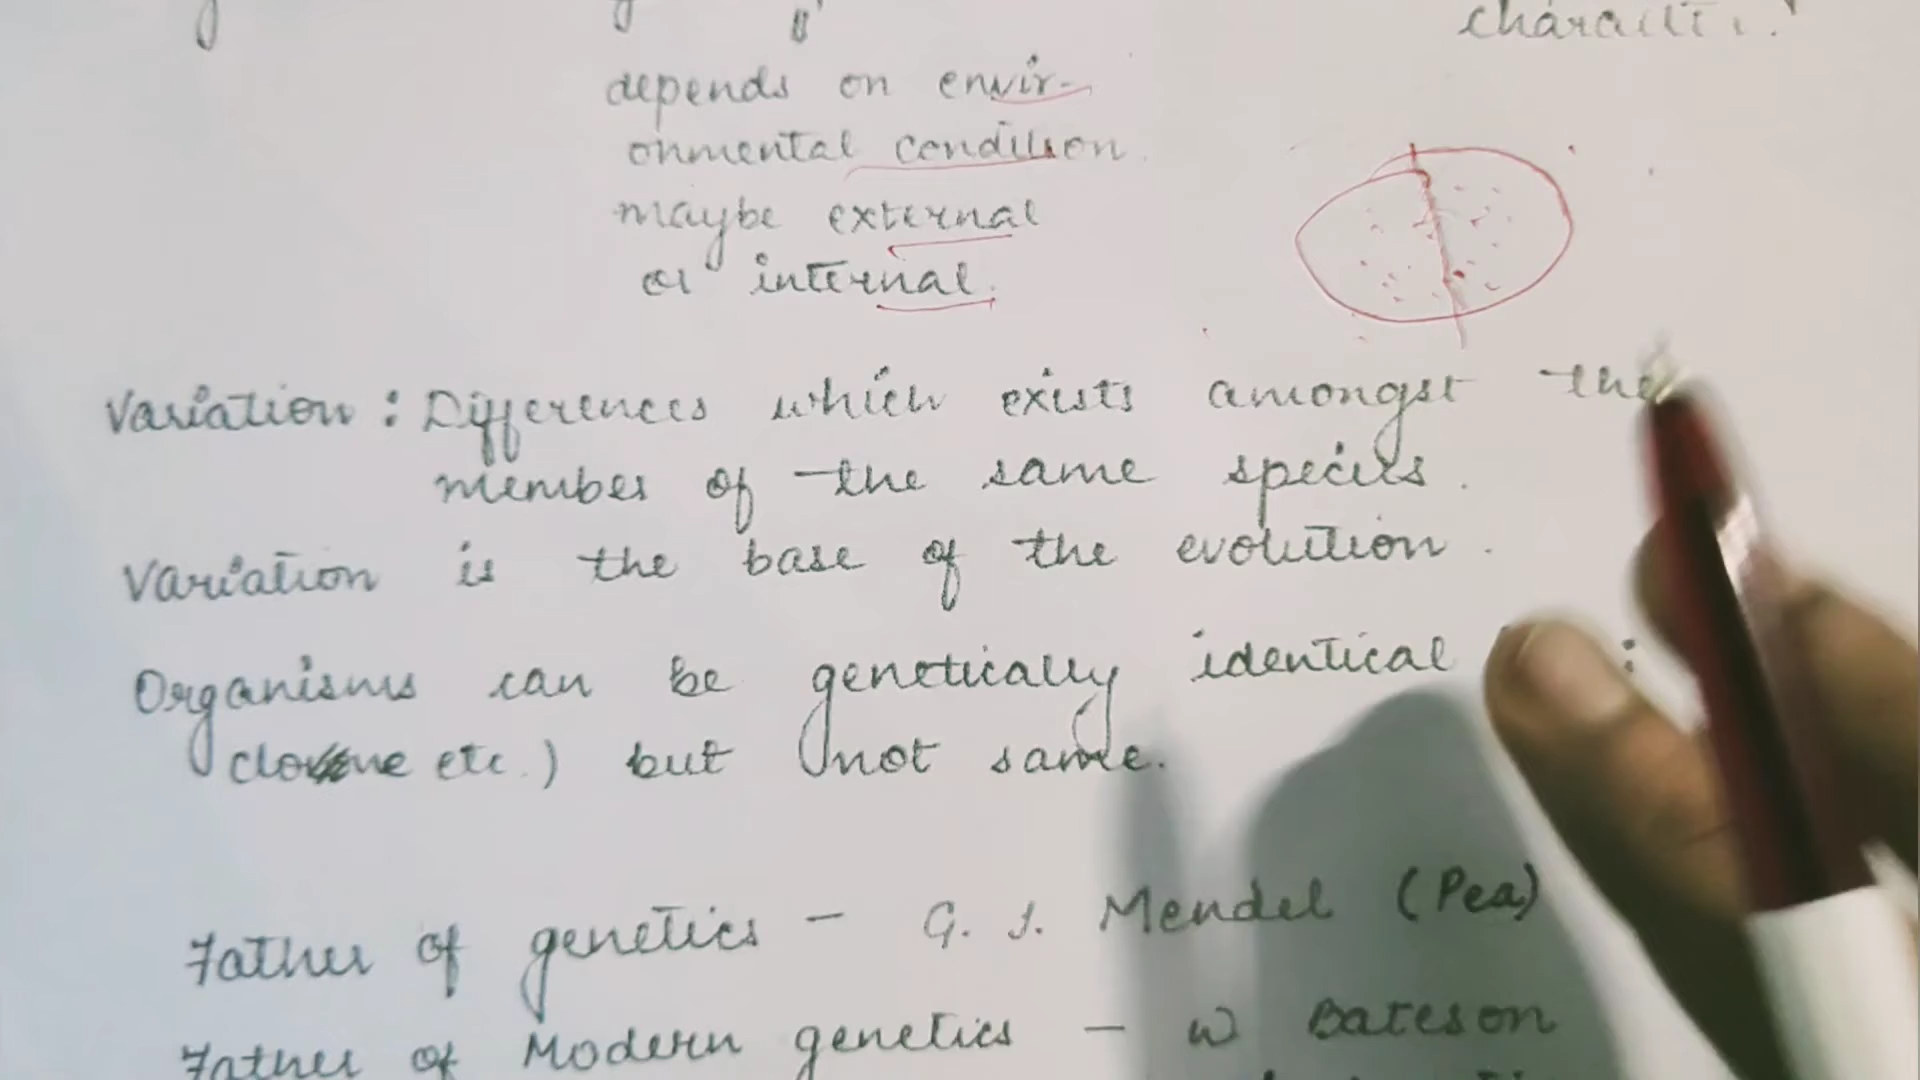 depends on envir-
onmental condition
maybe external
or internal.
Variation : Differences which exists amongst the
member of the same species.
Variation is the base of the evolution.
Organisms can be genetically identical
clone etc.) but not same.
Father of genetics - G. J. Mendel (Pea)
Father of Modern genetics - W Bateson